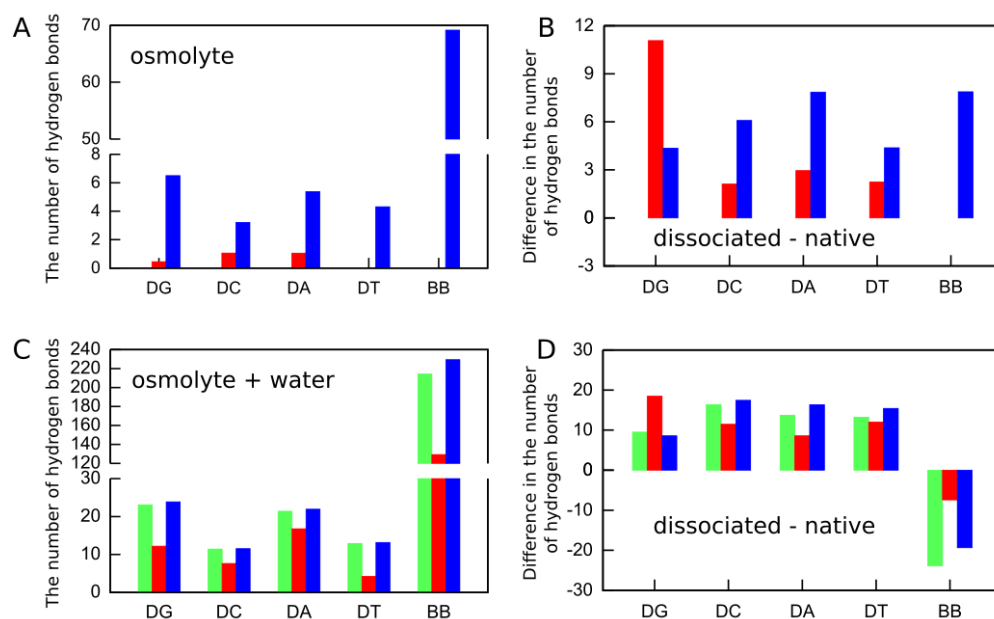 A
The number of hydrogen bonds
70
60
50
8
6
4
2
0
osmolyte
DG DC DA DT BB
B
Difference in the number
of hydrogen bonds
12
9
6
3
0
-3
dissociated - native
DG DC DA DT BB
C
The number of hydrogen bonds
240
220
200
180
160
140
120
30
20
10
0
osmolyte + water
DG DC DA DT BB
D
Difference in the number
of hydrogen bonds
30
20
10
0
-10
-20
-30
dissociated - native
DG DC DA DT BB